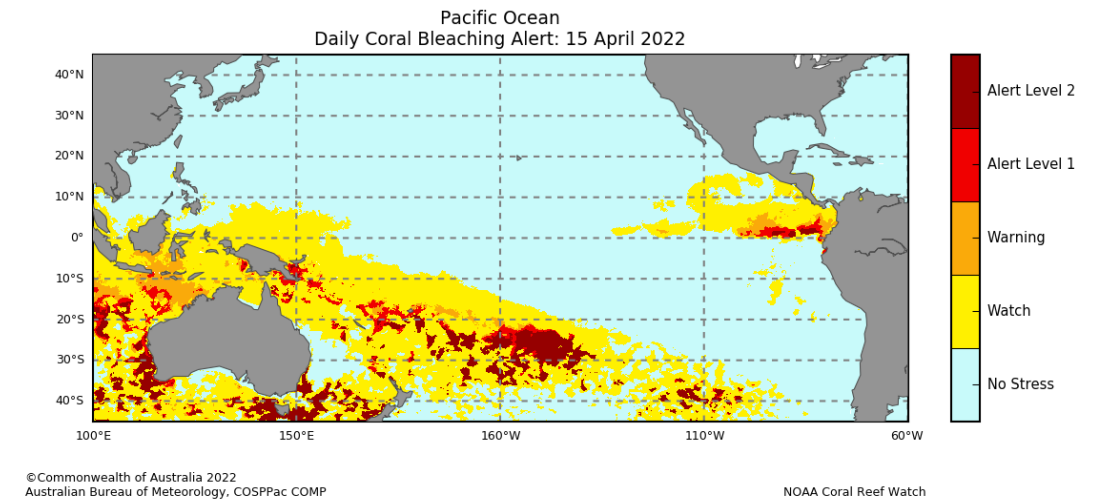 Pacific Ocean
Daily Coral Bleaching Alert: 15 April 2022
40°N
30°N
20°N
10°N
0°
10°S
20°S
30°S
40°S
100°E
150°E
160°W
110°W
60°W
Alert Level 2
Alert Level 1
Warning
Watch
No Stress
©Commonwealth of Australia 2022
Australian Bureau of Meteorology, COSPPac COMP
NOAA Coral Reef Watch